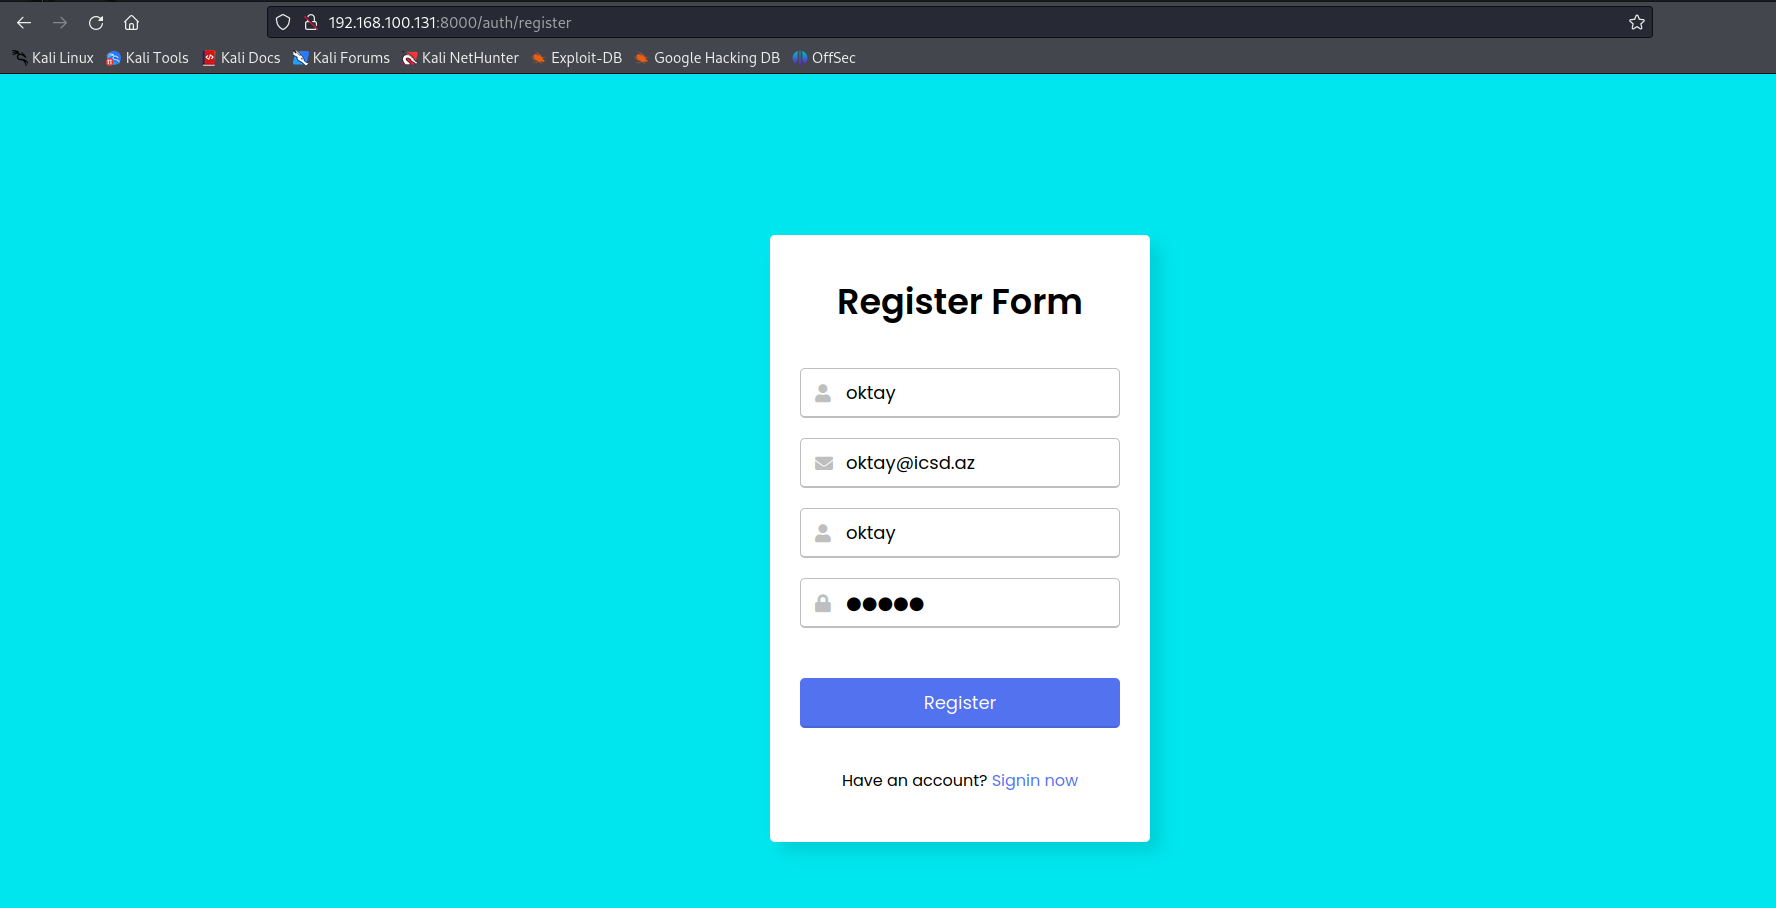 192.168.100.131:8000/auth/register
Kali Linux Kali Tools Kali Docs Kali Forums Kali NetHunter Exploit-DB Google Hacking DB OffSec
Register Form
oktay
oktay@icsd.az
oktay
●●●●●
Register
Have an account? Signin now